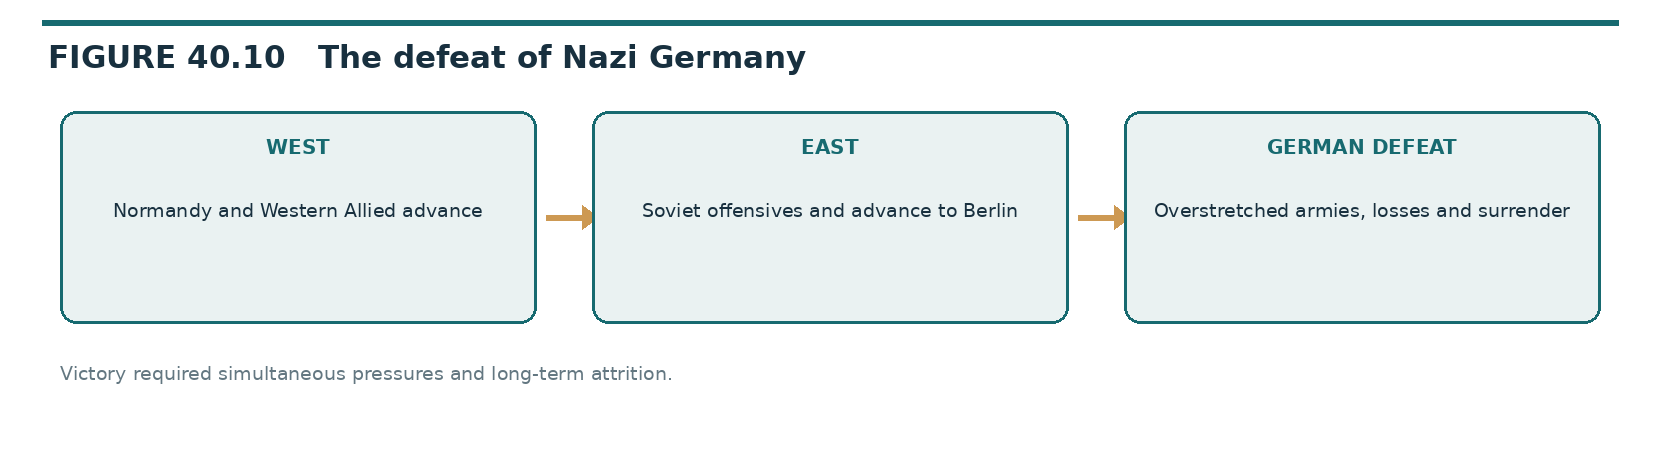 FIGURE 40.10 The defeat of Nazi Germany
WEST
Normandy and Western Allied advance
EAST
Soviet offensives and advance to Berlin
GERMAN DEFEAT
Overstretched armies, losses and surrender
Victory required simultaneous pressures and long-term attrition.